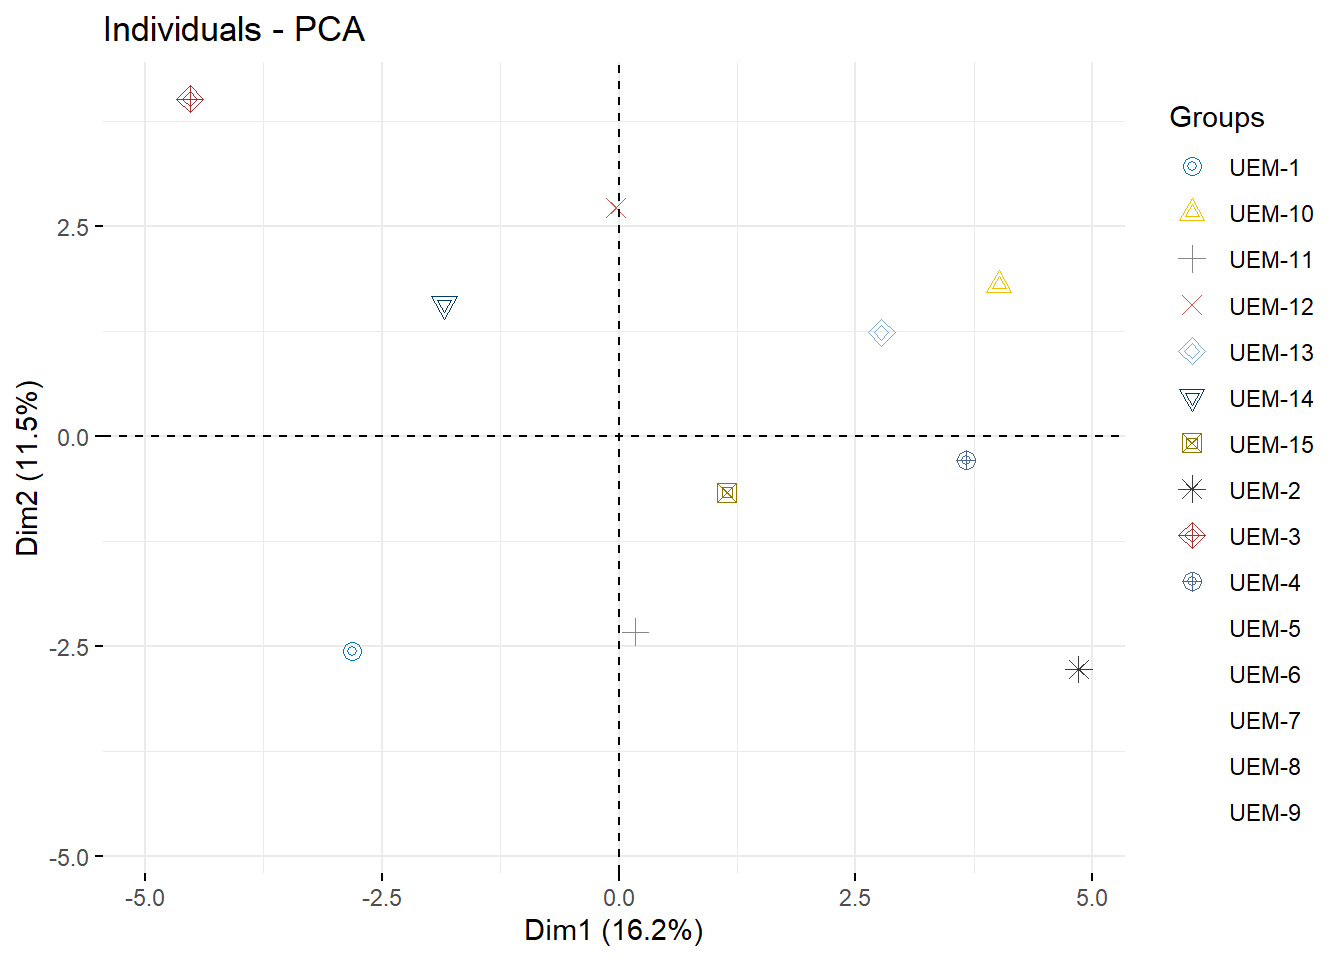 Individuals - PCA
Groups
UEM-1
UEM-10
UEM-11
UEM-12
UEM-13
UEM-14
UEM-15
UEM-2
UEM-3
UEM-4
UEM-5
UEM-6
UEM-7
UEM-8
UEM-9
Dim2 (11.5%)
2.5
0.0
-2.5
-5.0
-5.0
-2.5
0.0
2.5
5.0
Dim1 (16.2%)